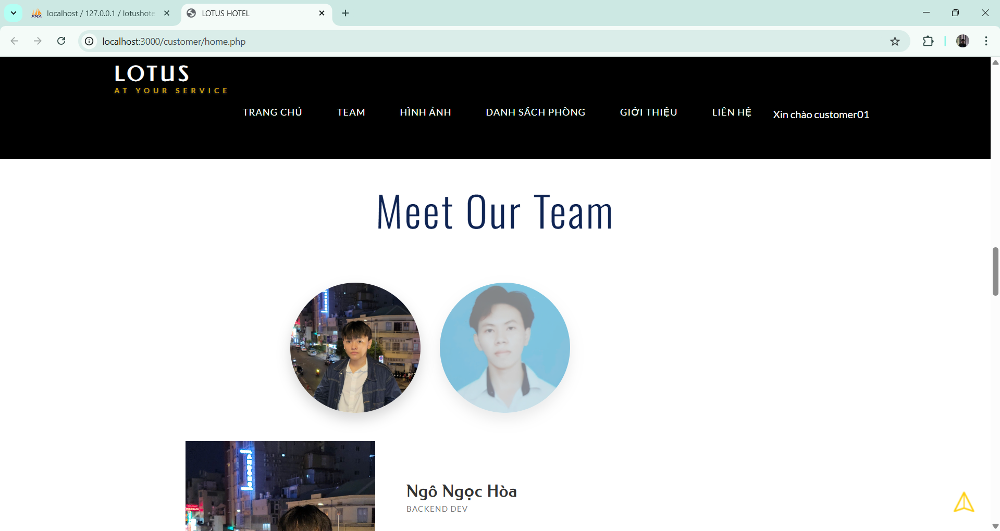 localhost / 127.0.0.1 / lotushote
LOTUS HOTEL
localhost:3000/customer/home.php
LOTUS
AT YOUR SERVICE
TRANG CHỦ TEAM HÌNH ẢNH DANH SÁCH PHÒNG GIỚI THIỆU LIÊN HỆ Xin chào customer01
Meet Our Team
Ngô Ngọc Hòa
BACKEND DEV